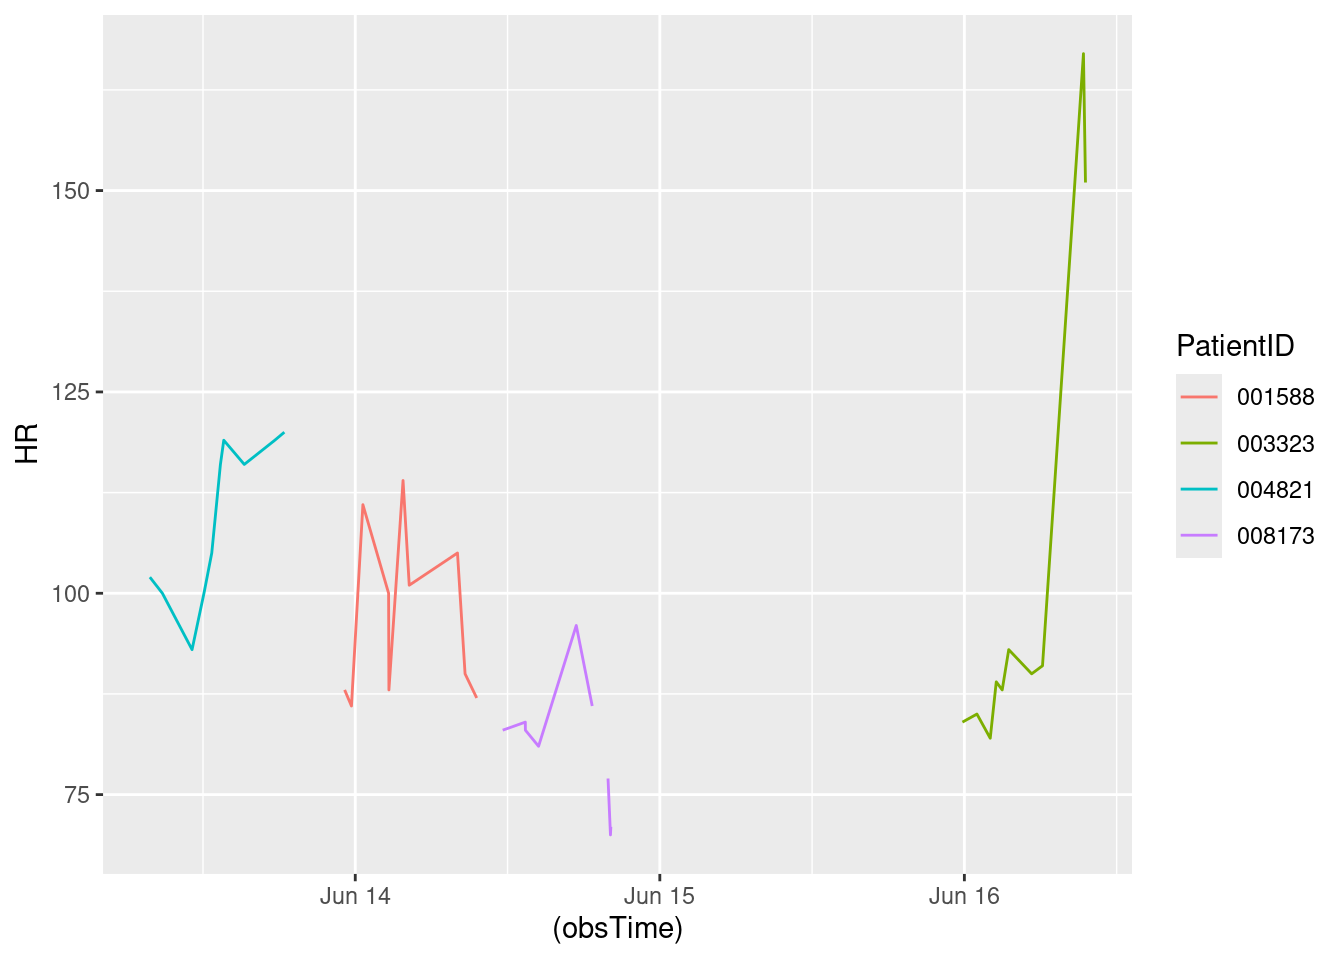 150
125
100
75
HR
Jun 14
Jun 15
Jun 16
(obsTime)
PatientID
001588
003323
004821
008173